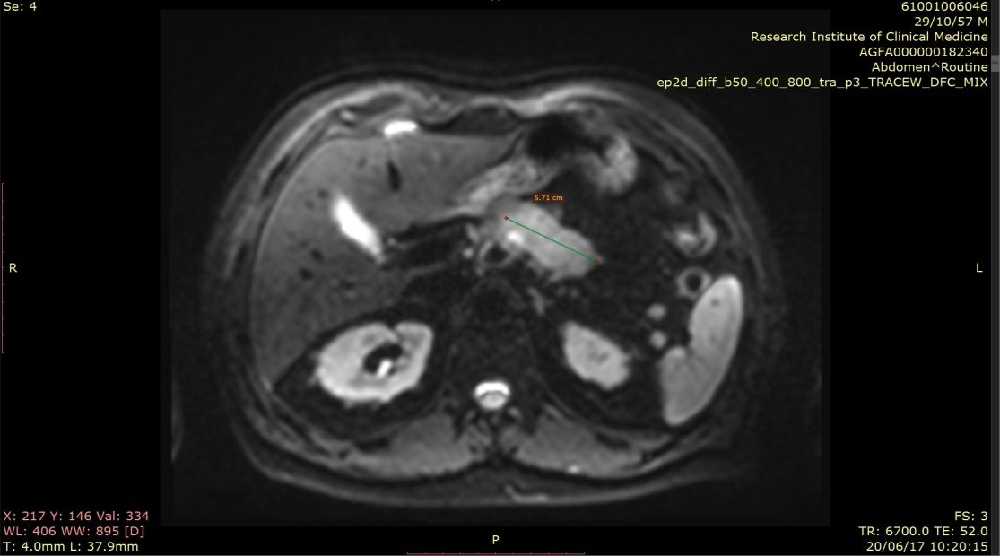 Se: 4
61001006046
29/10/57 M
Research Institute of Clinical Medicine
AGFA000000182340
Abdomen^Routine
ep2d_diff_b50_400_800_tra_p3_TRACEW_DFC_MIX
5.71 cm
R
L
X: 217 Y: 146 Val: 334
WL: 406 WW: 895 [D]
T: 4.0mm L: 37.9mm
P
FS: 3
TR: 6700.0 TE: 52.0
20/06/17 10:20:15